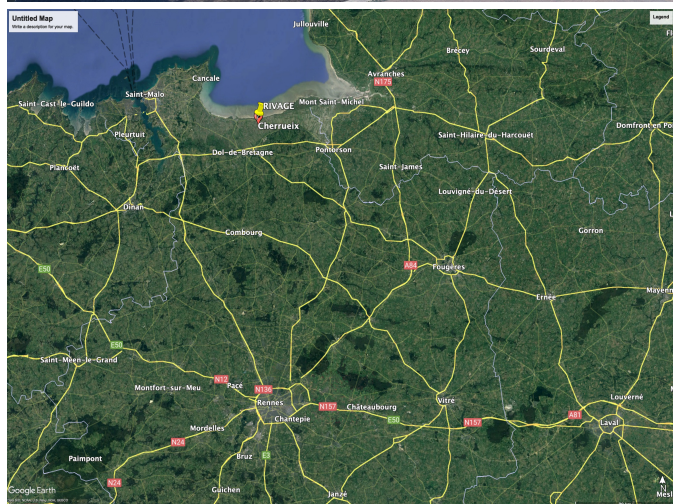 Untitled Map
Write a description for your map.
Legend
Jullouville
Brécey
Sourdeval
Cancale
Avranches
N175
Saint-Cast-le-Guildo
Saint-Malo
RIVAGE
Mont Saint-Michel
Cherrueix
Pleurtuit
Saint-Hilaire-du-Harcouët
Domfront en Po
Plancoët
Dol-de-Bretagne
Pontorson
Saint-James
Louvigné-du-Désert
Dinan
Combourg
Gorron
E50
A84
Fougères
Ernée
Mayenn
E50
Saint-Méen-le-Grand
N12
Pacé
N136
Montfort-sur-Meu
Rennes
N157
Châteaubourg
Vitré
Louverné
Chantepie
E50
N157
A81
Laval
Mordelles
N24
Paimpont
Bruz
E3
N24
Guichen
Janzé
Google Earth
N
Mesl